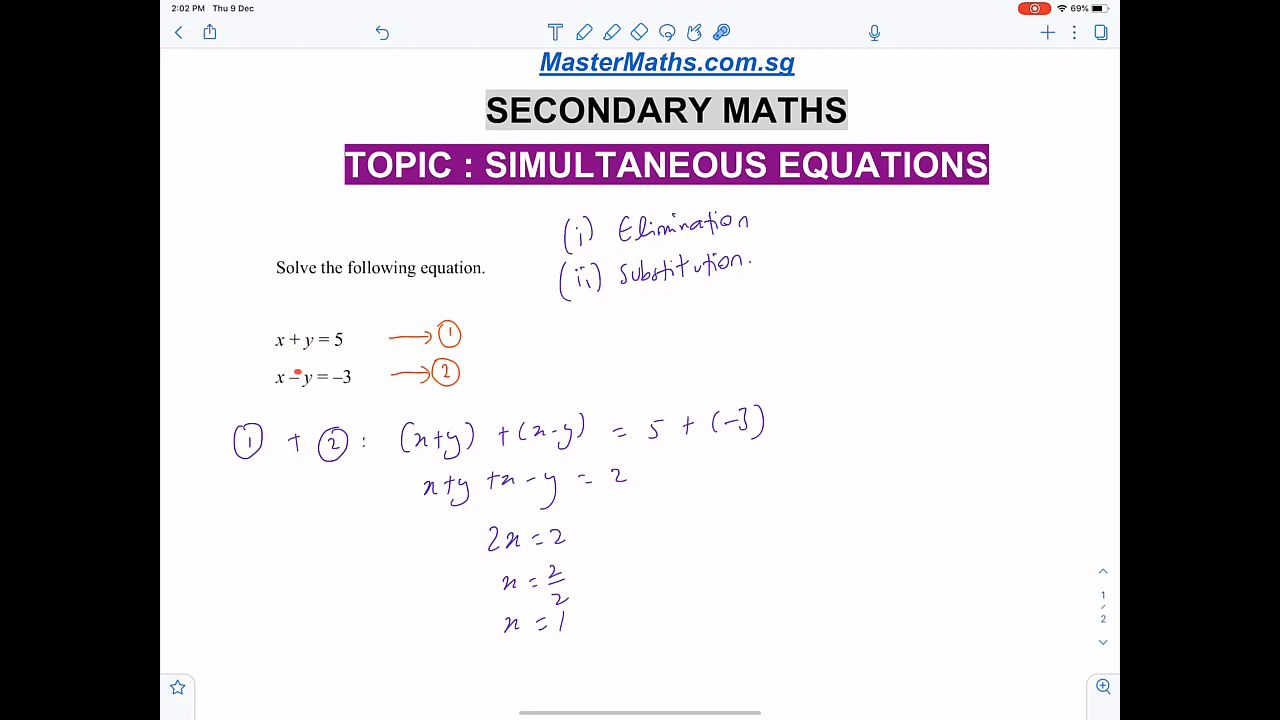 2:02 PM Thu 9 Dec 69%
MasterMaths.com.sg
SECONDARY MATHS
TOPIC : SIMULTANEOUS EQUATIONS
(i) Elimination
Solve the following equation.
(ii) Substitution.
x + y = 5 → ①
x – y = –3 → ②
① + ② : (x+y) + (x-y) = 5 + (-3)
x+y +x - y = 2
2x = 2
x = 2/2
x = 1
1
/
2